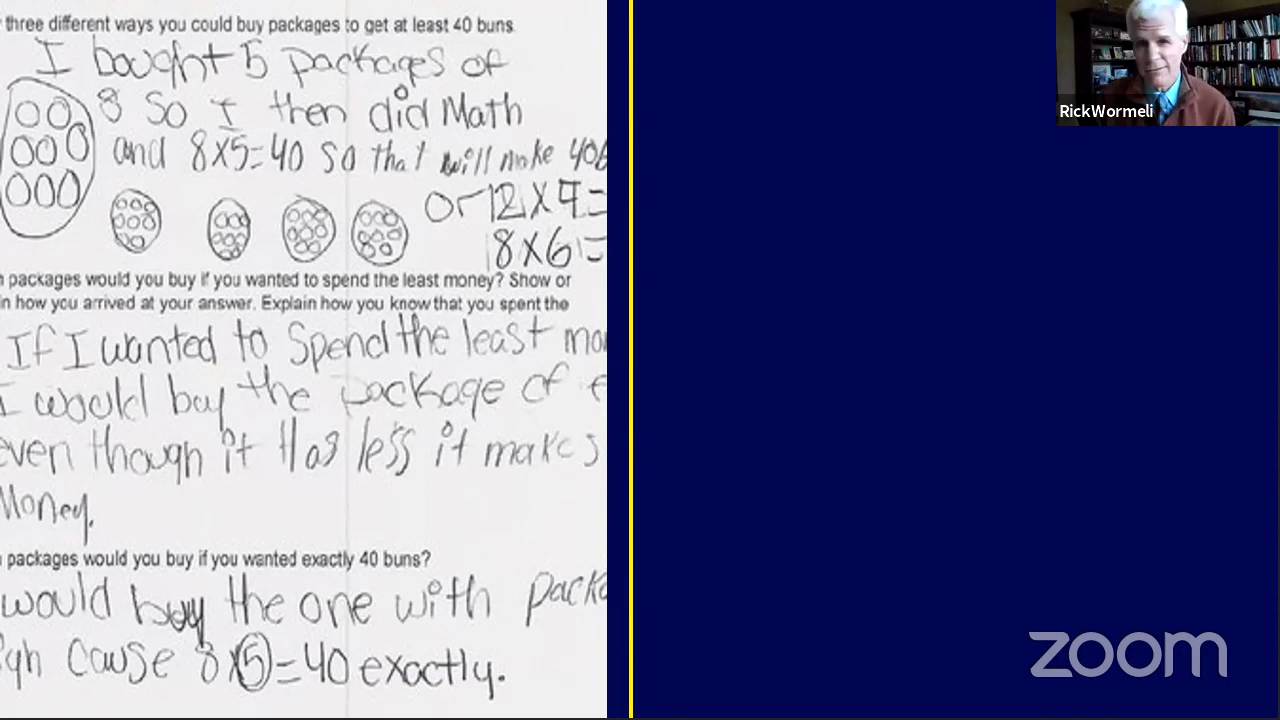 three different ways you could buy packages to get at least 40 buns
I bought 5 packages of
8 so I then did Math
and 8x5=40 so that will make 40
or 12x4=
8x6=
packages would you buy if you wanted to spend the least money? Show or
how you arrived at your answer. Explain how you know that you spent the
If I wanted to Spend the least
I would buy the package of
even though it Has less it makes
Money.
packages would you buy if you wanted exactly 40 buns?
would buy the one with
cause 8x5=40 exactly.
RickWormeli
zoom